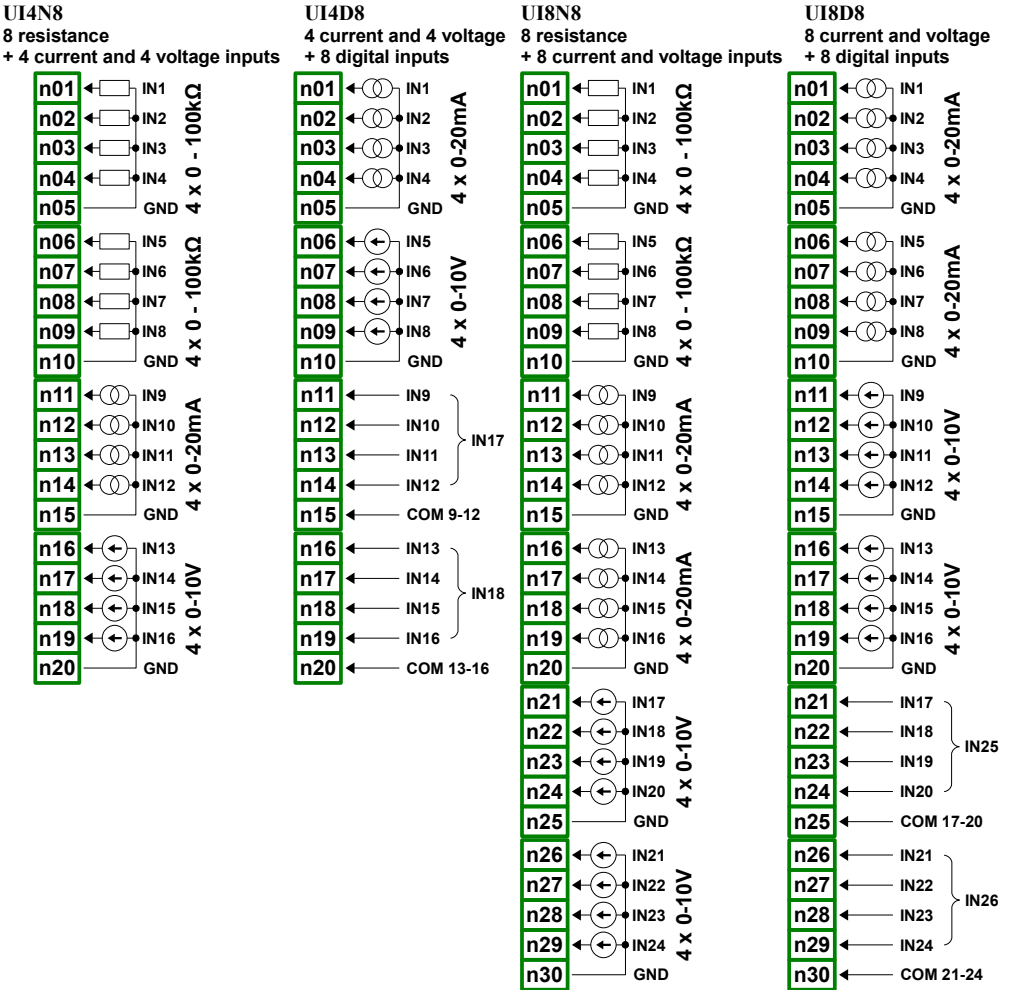 UI4N8
8 resistance
+ 4 current and 4 voltage inputs
n01 IN1
n02 IN2
n03 IN3
n04 IN4
n05 GND
4 x 0 - 100kΩ
n06 IN5
n07 IN6
n08 IN7
n09 IN8
n10 GND
4 x 0 - 100kΩ
n11 IN9
n12 IN10
n13 IN11
n14 IN12
n15 GND
4 x 0-20mA
n16 IN13
n17 IN14
n18 IN15
n19 IN16
n20 GND
4 x 0-10V
UI4D8
4 current and 4 voltage
+ 8 digital inputs
n01 IN1
n02 IN2
n03 IN3
n04 IN4
n05 GND
4 x 0-20mA
n06 IN5
n07 IN6
n08 IN7
n09 IN8
n10 GND
4 x 0-10V
n11 IN9
n12 IN10
n13 IN11
n14 IN12
IN17
n15 COM 9-12
n16 IN13
n17 IN14
n18 IN15
n19 IN16
IN18
n20 COM 13-16
UI8N8
8 resistance
+ 8 current and voltage inputs
n01 IN1
n02 IN2
n03 IN3
n04 IN4
n05 GND
4 x 0 - 100kΩ
n06 IN5
n07 IN6
n08 IN7
n09 IN8
n10 GND
4 x 0 - 100kΩ
n11 IN9
n12 IN10
n13 IN11
n14 IN12
n15 GND
4 x 0-20mA
n16 IN13
n17 IN14
n18 IN15
n19 IN16
n20 GND
4 x 0-20mA
n21 IN17
n22 IN18
n23 IN19
n24 IN20
n25 GND
4 x 0-10V
n26 IN21
n27 IN22
n28 IN23
n29 IN24
n30 GND
4 x 0-10V
UI8D8
8 current and voltage
+ 8 digital inputs
n01 IN1
n02 IN2
n03 IN3
n04 IN4
n05 GND
4 x 0-20mA
n06 IN5
n07 IN6
n08 IN7
n09 IN8
n10 GND
4 x 0-20mA
n11 IN9
n12 IN10
n13 IN11
n14 IN12
n15 GND
4 x 0-10V
n16 IN13
n17 IN14
n18 IN15
n19 IN16
n20 GND
4 x 0-10V
n21 IN17
n22 IN18
n23 IN19
n24 IN20
IN25
n25 COM 17-20
n26 IN21
n27 IN22
n28 IN23
n29 IN24
IN26
n30 COM 21-24